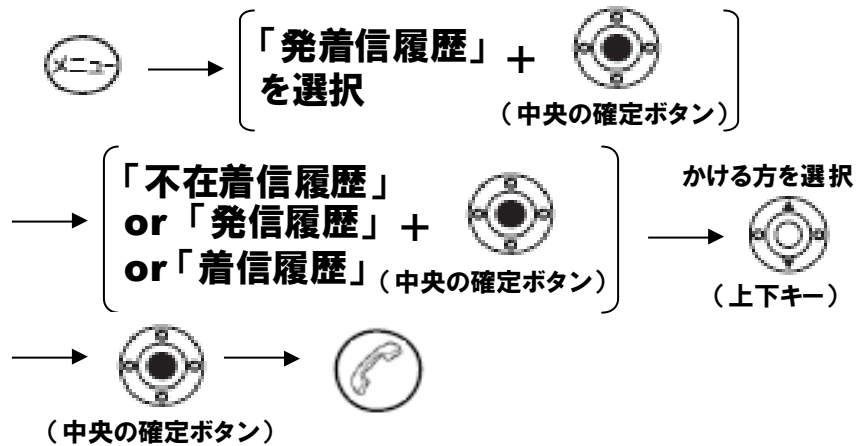 メニュー
「発着信履歴」
を選択
+
(中央の確定ボタン)
「不在着信履歴」
or「発信履歴」+
or「着信履歴」
(中央の確定ボタン)
かける方を選択
(上下キー)
(中央の確定ボタン)